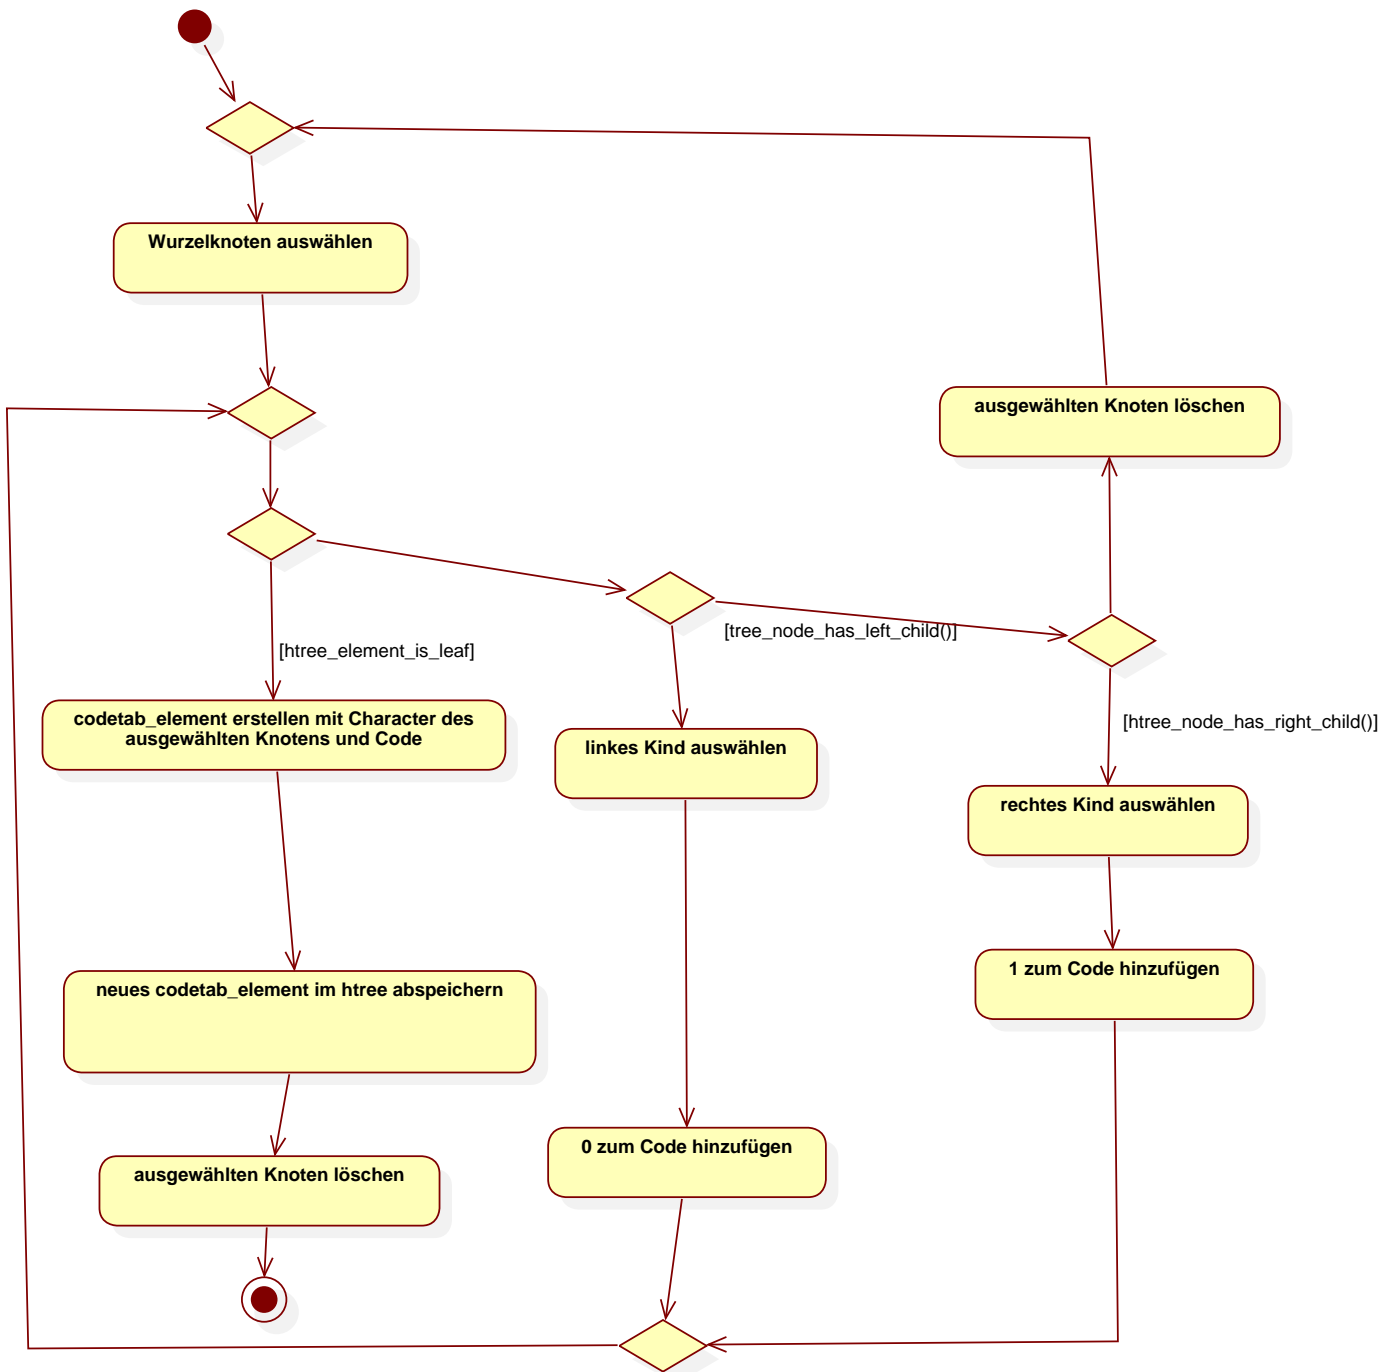 Wurzelknoten auswählen
ausgewählten Knoten löschen
[tree_node_has_left_child()]
[htree_element_is_leaf]
codetab_element erstellen mit Character des
ausgewählten Knotens und Code
linkes Kind auswählen
[htree_node_has_right_child()]
rechtes Kind auswählen
1 zum Code hinzufügen
neues codetab_element im htree abspeichern
0 zum Code hinzufügen
ausgewählten Knoten löschen